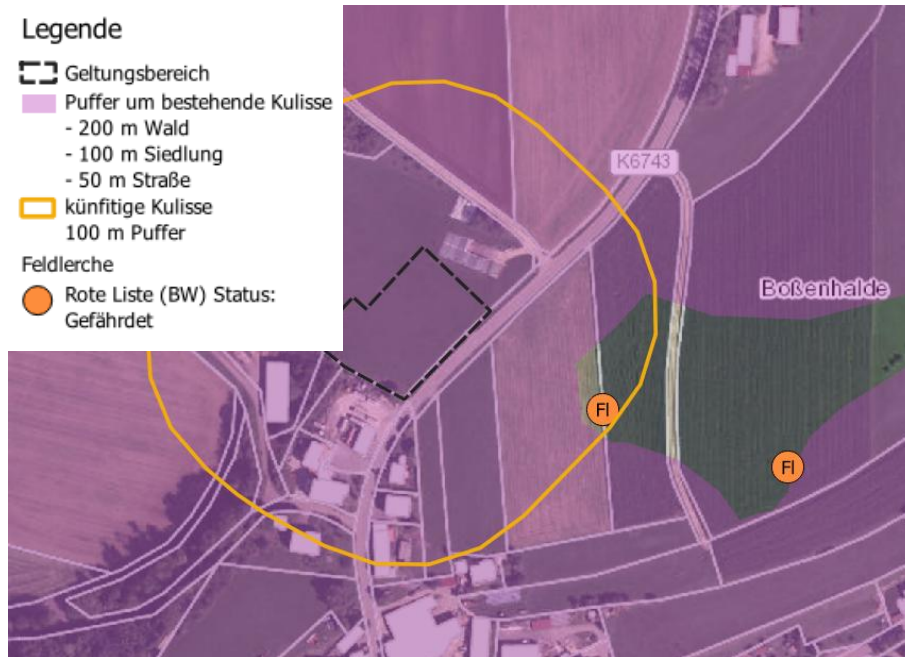 Legende
Geltungsbereich
Puffer um bestehende Kulisse
- 200 m Wald
- 100 m Siedlung
- 50 m Straße
künfitige Kulisse
100 m Puffer
Feldlerche
Rote Liste (BW) Status:
Gefährdet
K6743
Boßenhalde
Fl
Fl